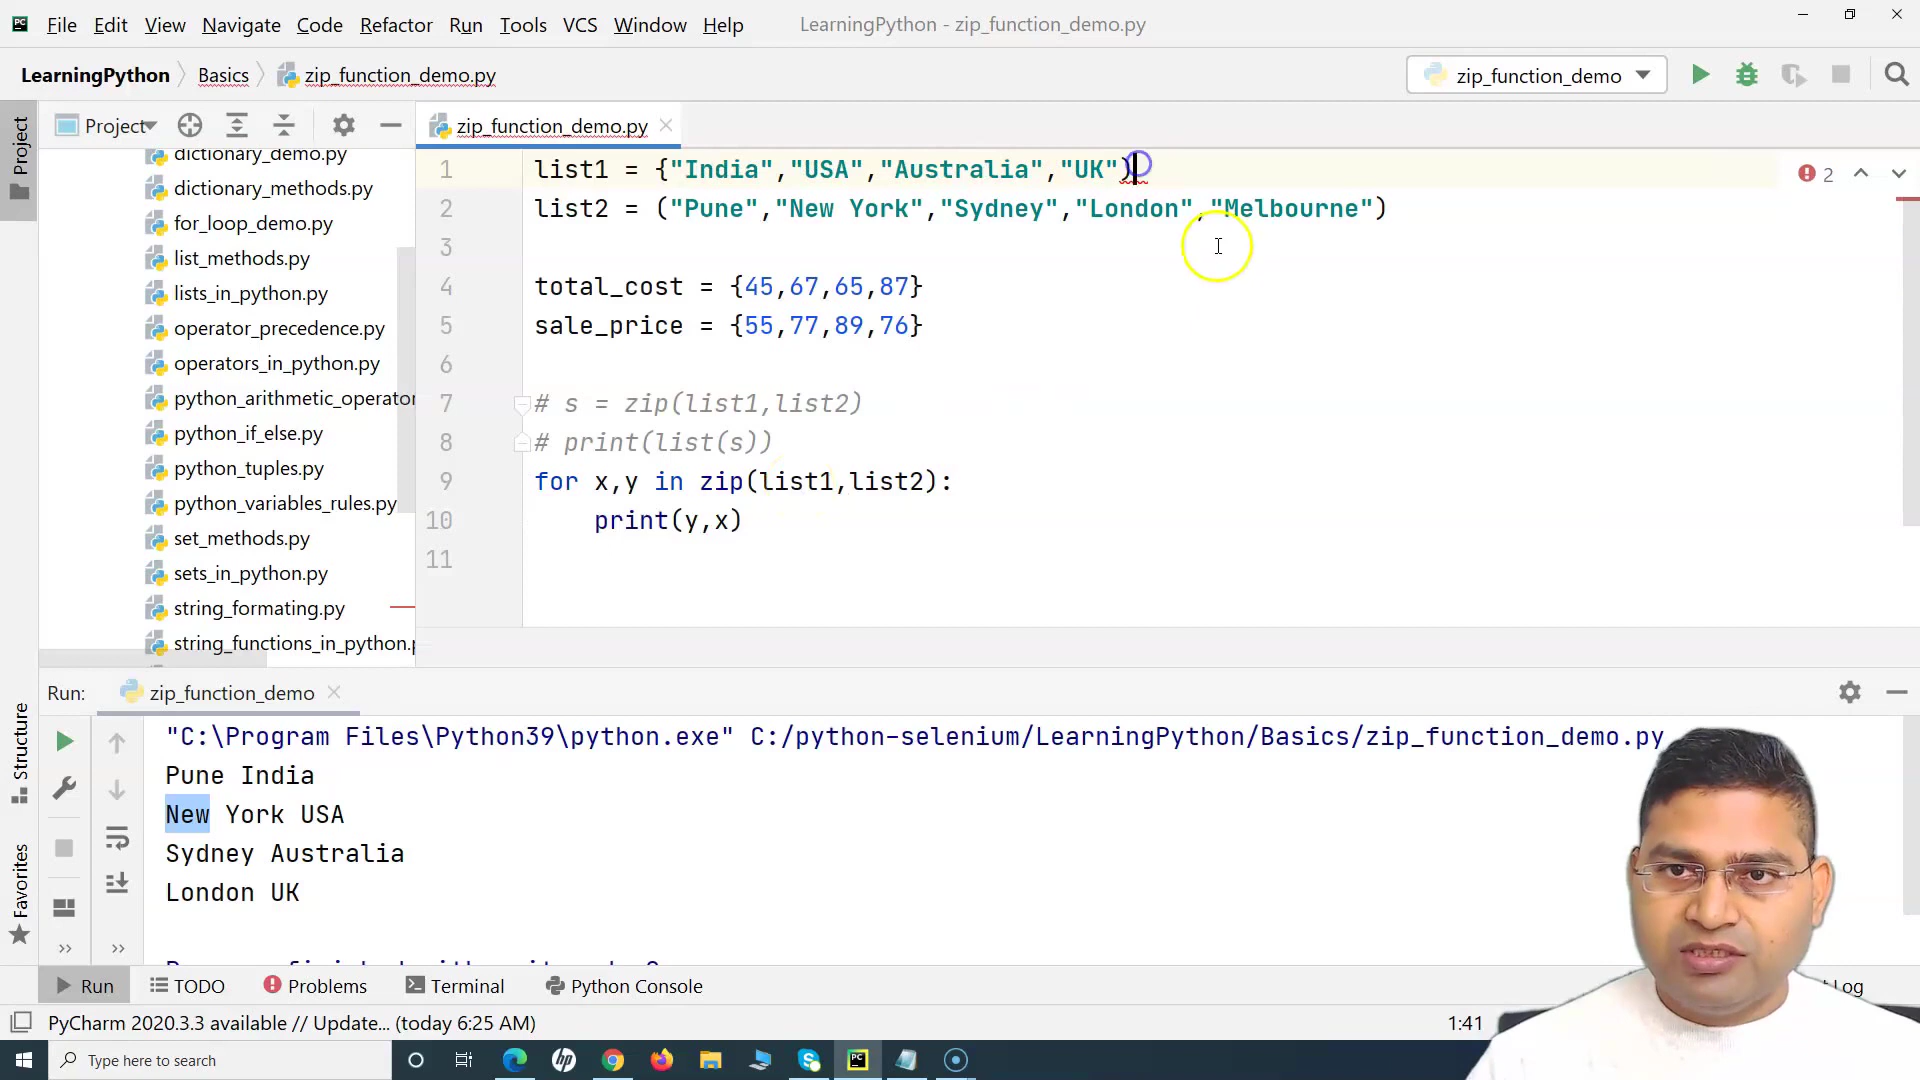 File Edit View Navigate Code Refactor Run Tools VCS Window Help LearningPython - zip_function_demo.py
LearningPython Basics zip_function_demo.py zip_function_demo
Project zip_function_demo.py
Project
dictionary_demo.py
dictionary_methods.py
for_loop_demo.py
list_methods.py
lists_in_python.py
operator_precedence.py
operators_in_python.py
python_arithmetic_operator
python_if_else.py
python_tuples.py
python_variables_rules.py
set_methods.py
sets_in_python.py
string_formating.py
string_functions_in_python.
1 list1 = {"India","USA","Australia","UK")
2 list2 = ("Pune","New York","Sydney","London","Melbourne")
3
4 total_cost = {45,67,65,87}
5 sale_price = {55,77,89,76}
6
7 # s = zip(list1,list2)
8 # print(list(s))
9 for x,y in zip(list1,list2):
10 print(y,x)
11
2
Run: zip_function_demo
Structure
Favorites
"C:\Program Files\Python39\python.exe" C:/python-selenium/LearningPython/Basics/zip_function_demo.py
Pune India
New York USA
Sydney Australia
London UK
Run TODO Problems Terminal Python Console Log
PyCharm 2020.3.3 available // Update... (today 6:25 AM) 1:41
Type here to search